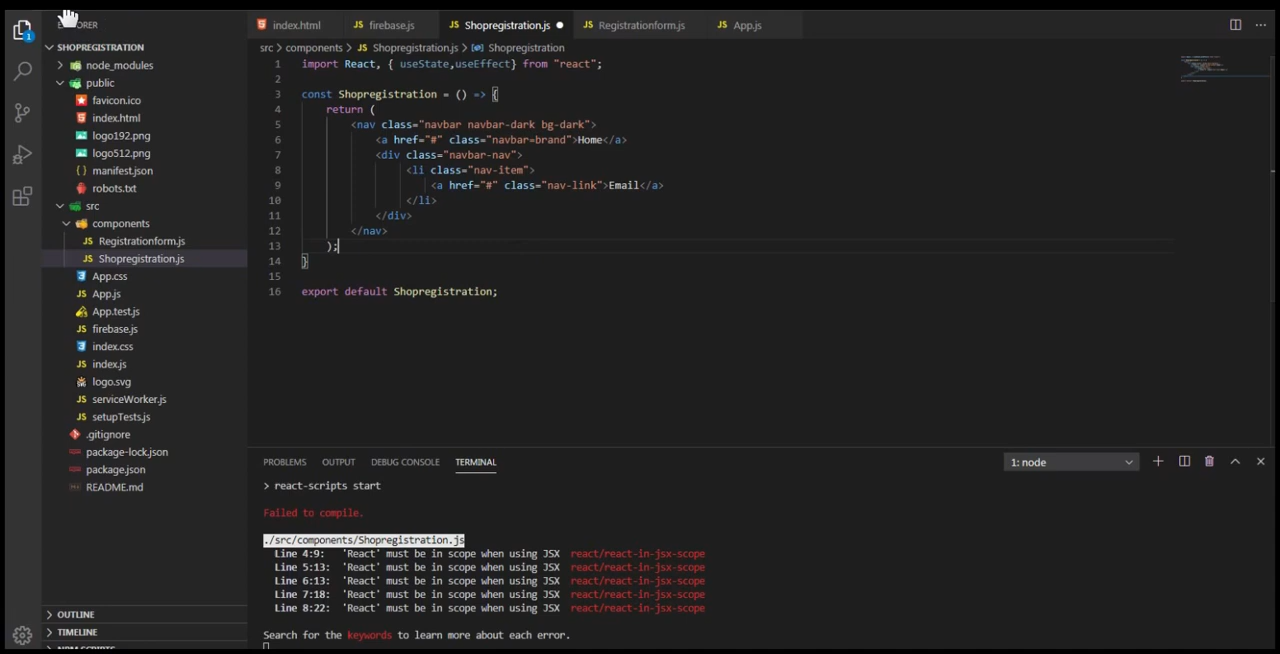 EXPLORER
index.html
firebase.js
Shopregistration.js
Registrationform.js
App.js
SHOPREGISTRATION
node_modules
public
favicon.ico
index.html
logo192.png
logo512.png
manifest.json
robots.txt
src
components
Registrationform.js
Shopregistration.js
App.css
App.js
App.test.js
firebase.js
index.css
index.js
logo.svg
serviceWorker.js
setupTests.js
.gitignore
package-lock.json
package.json
README.md
OUTLINE
TIMELINE
NPM SCRIPTS
src > components > JS Shopregistration.js > Shopregistration
1 import React, { useState,useEffect} from "react";
2
3 const Shopregistration = () => {
4 return (
5 <nav class="navbar navbar-dark bg-dark">
6 <a href="#" class="navbar=brand">Home</a>
7 <div class="navbar-nav">
8 <li class="nav-item">
9 <a href="#" class="nav-link">Email</a>
10 </li>
11 </div>
12 </nav>
13 );
14 }
15
16 export default Shopregistration;
PROBLEMS OUTPUT DEBUG CONSOLE TERMINAL 1: node
> react-scripts start
Failed to compile.
./src/components/Shopregistration.js
Line 4:9: 'React' must be in scope when using JSX react/react-in-jsx-scope
Line 5:13: 'React' must be in scope when using JSX react/react-in-jsx-scope
Line 6:13: 'React' must be in scope when using JSX react/react-in-jsx-scope
Line 7:18: 'React' must be in scope when using JSX react/react-in-jsx-scope
Line 8:22: 'React' must be in scope when using JSX react/react-in-jsx-scope
Search for the keywords to learn more about each error.